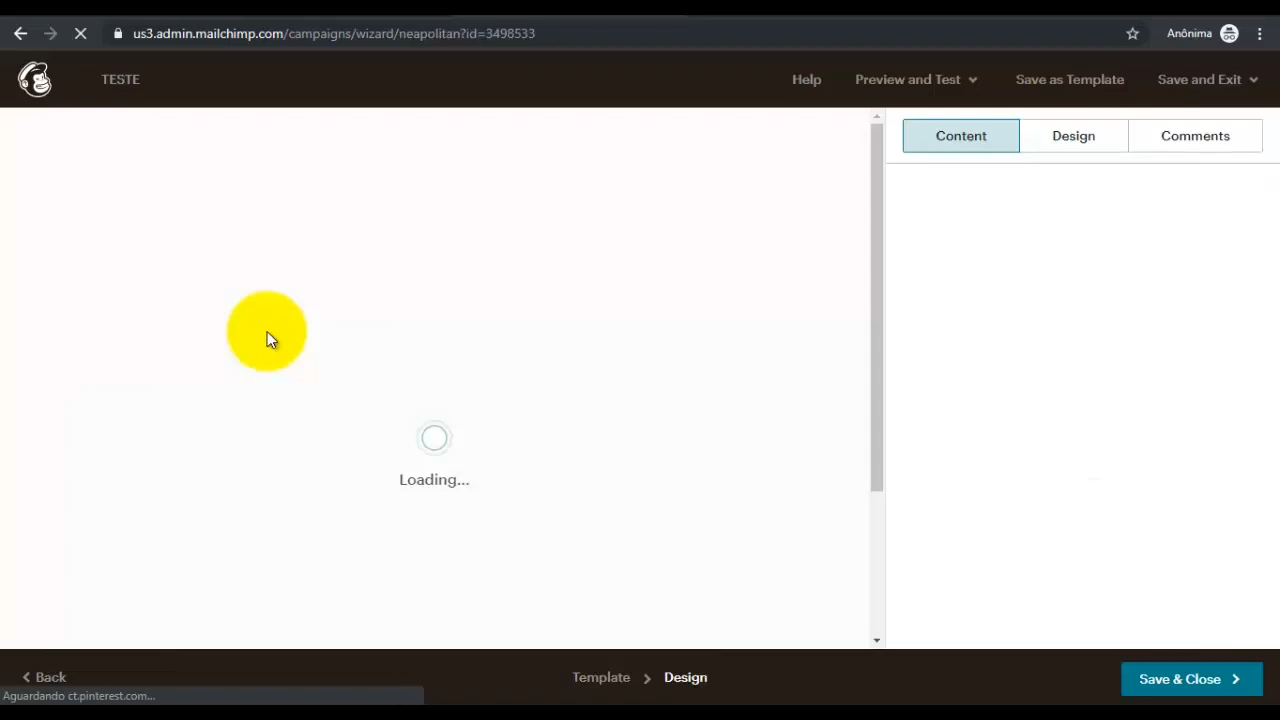 us3.admin.mailchimp.com/campaigns/wizard/neapolitan?id=3498533
Anônima
TESTE
Help
Preview and Test
Save as Template
Save and Exit
Content
Design
Comments
Loading...
Back
Template
Design
Save & Close
Aguardando ct.pinterest.com...